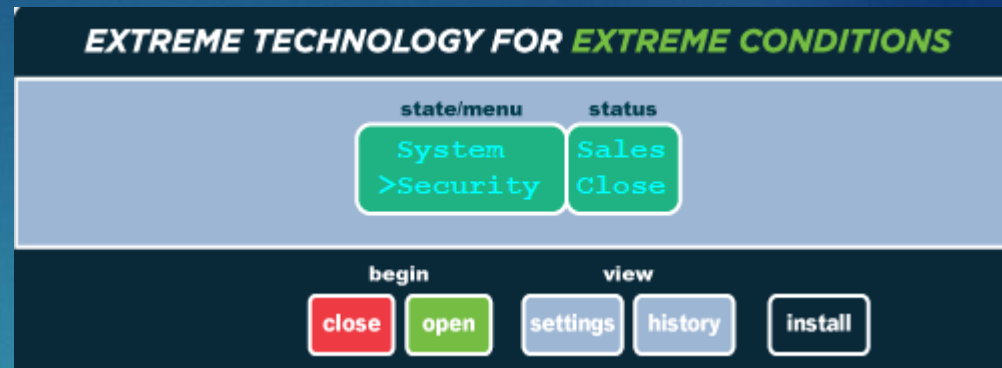 EXTREME TECHNOLOGY FOR EXTREME CONDITIONS
state/menu status
System Sales
>Security Close
begin view
close open settings history install